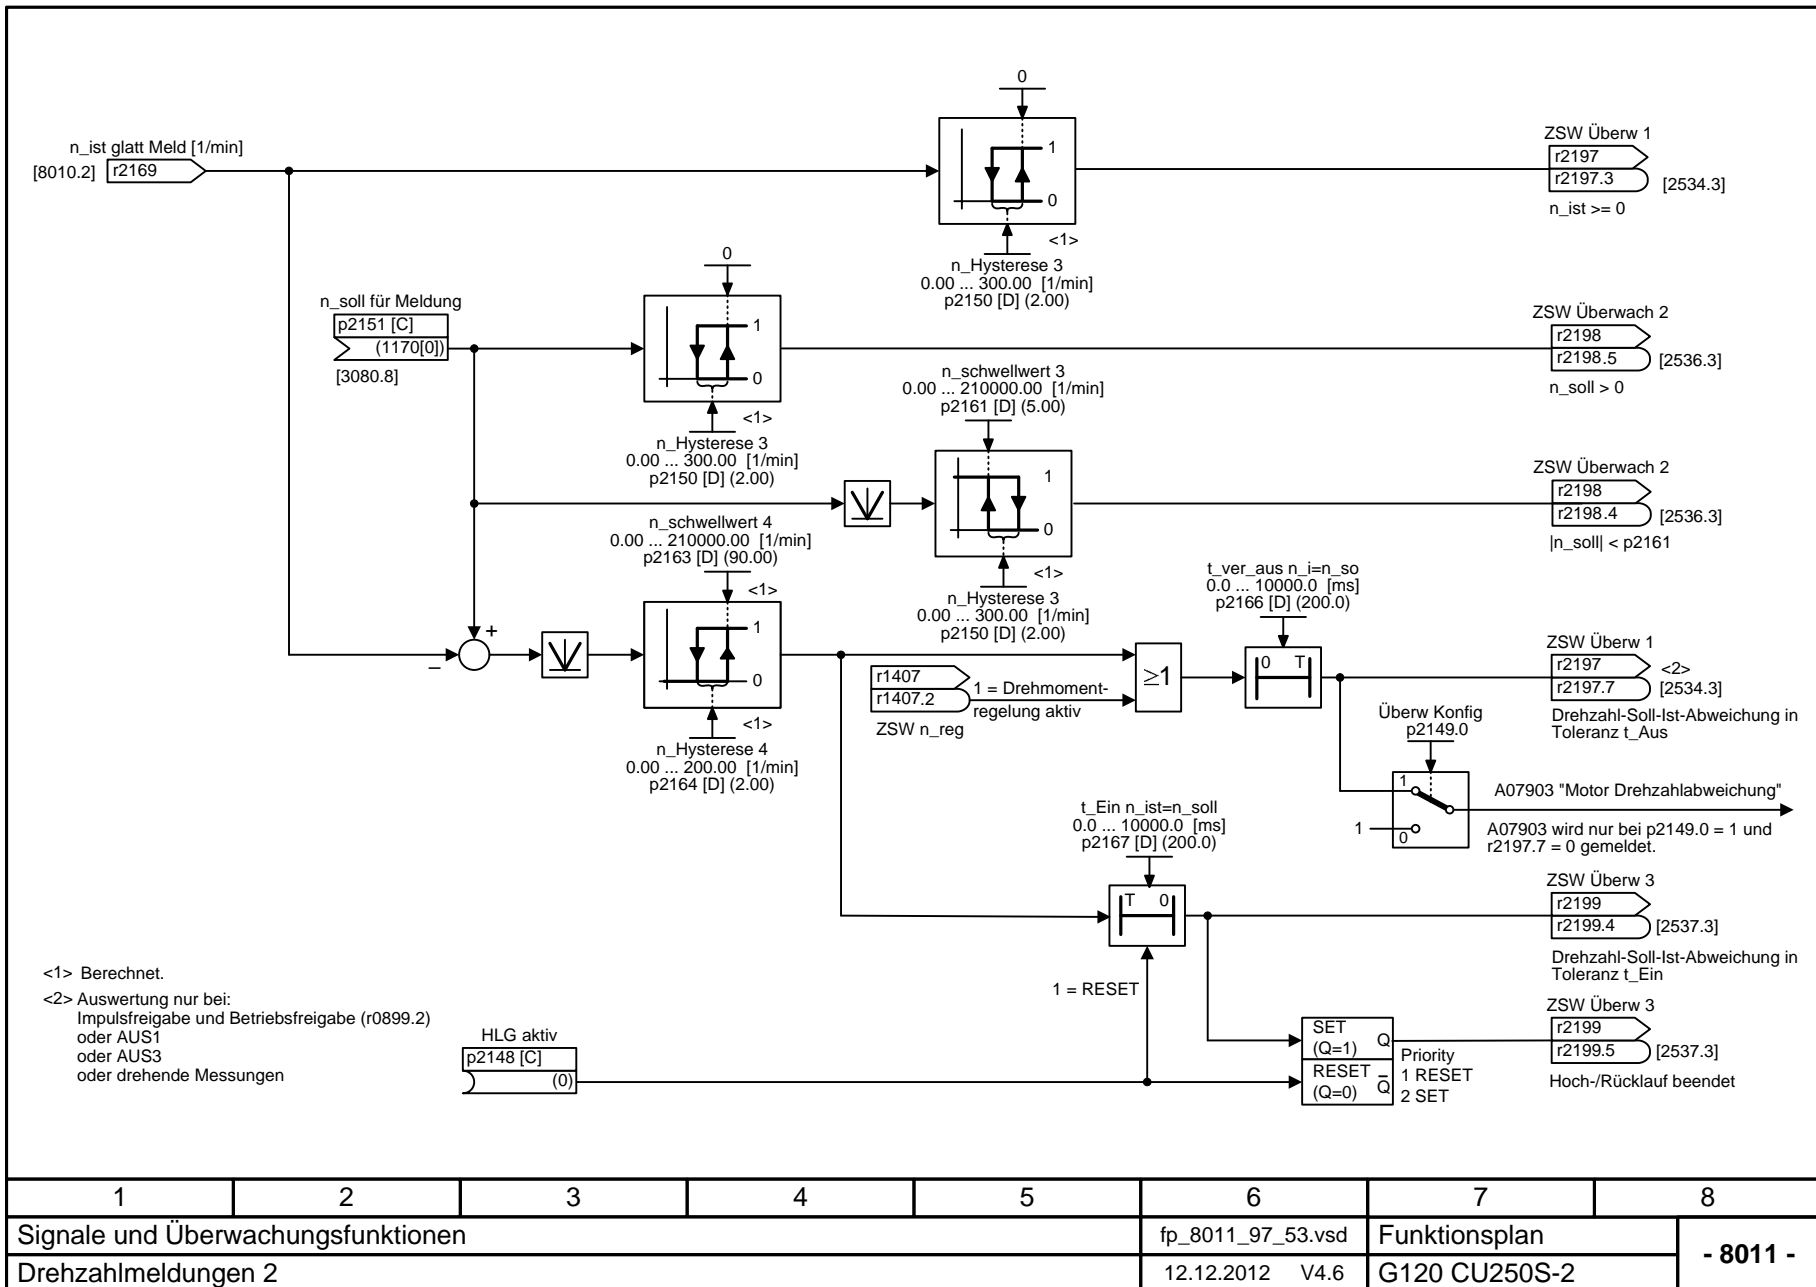 0
n_ist glatt Meld [1/min]
[8010.2]
r2169
1
0
<1>
n_Hysterese 3
0.00 ... 300.00 [1/min]
p2150 [D] (2.00)
ZSW Überw 1
r2197
r2197.3
[2534.3]
n_ist >= 0
0
n_soll für Meldung
p2151 [C]
(1170[0])
[3080.8]
1
0
<1>
n_Hysterese 3
0.00 ... 300.00 [1/min]
p2150 [D] (2.00)
ZSW Überwach 2
r2198
r2198.5
[2536.3]
n_soll > 0
n_schwellwert 3
0.00 ... 210000.00 [1/min]
p2161 [D] (5.00)
1
0
<1>
n_Hysterese 3
0.00 ... 300.00 [1/min]
p2150 [D] (2.00)
ZSW Überwach 2
r2198
r2198.4
[2536.3]
|n_soll| < p2161
n_schwellwert 4
0.00 ... 210000.00 [1/min]
p2163 [D] (90.00)
<1>
+
–
1
0
<1>
n_Hysterese 4
0.00 ... 200.00 [1/min]
p2164 [D] (2.00)
r1407
r1407.2
ZSW n_reg
1 = Drehmoment-
regelung aktiv
≥1
t_ver_aus n_i=n_so
0.0 ... 10000.0 [ms]
p2166 [D] (200.0)
0 T
ZSW Überw 1
r2197
<2>
r2197.7
[2534.3]
Drehzahl-Soll-Ist-Abweichung in
Toleranz t_Aus
Überw Konfig
p2149.0
1
1
0
A07903 "Motor Drehzahlabweichung"
A07903 wird nur bei p2149.0 = 1 und
r2197.7 = 0 gemeldet.
t_Ein n_ist=n_soll
0.0 ... 10000.0 [ms]
p2167 [D] (200.0)
T 0
1 = RESET
ZSW Überw 3
r2199
r2199.4
[2537.3]
Drehzahl-Soll-Ist-Abweichung in
Toleranz t_Ein
<1> Berechnet.
<2> Auswertung nur bei:
Impulsfreigabe und Betriebsfreigabe (r0899.2)
oder AUS1
oder AUS3
oder drehende Messungen
HLG aktiv
p2148 [C]
(0)
SET
(Q=1)
Q
RESET
(Q=0)
Q̅
Priority
1 RESET
2 SET
ZSW Überw 3
r2199
r2199.5
[2537.3]
Hoch-/Rücklauf beendet
1 2 3 4 5 6 7 8
Signale und Überwachungsfunktionen
fp_8011_97_53.vsd
Funktionsplan
- 8011 -
Drehzahlmeldungen 2
12.12.2012 V4.6
G120 CU250S-2